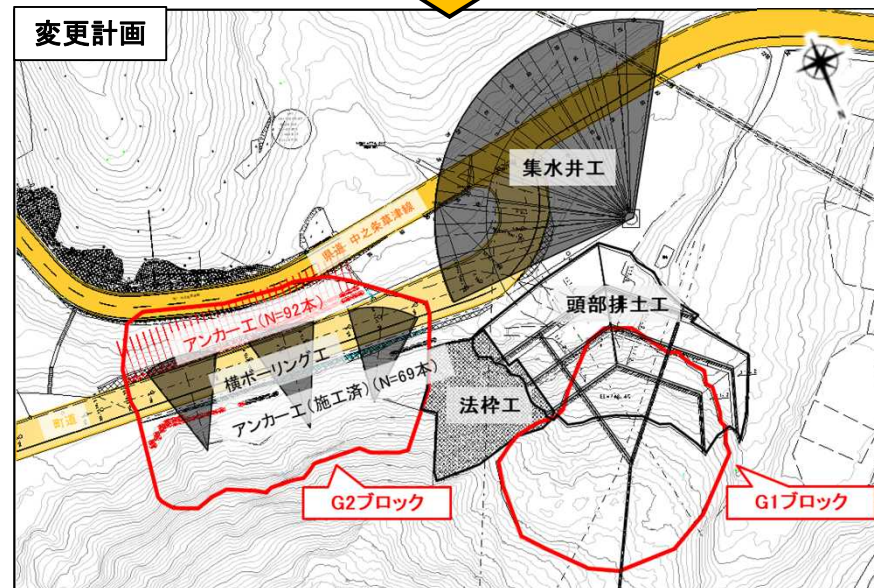 変更計画
集水井工
県道 中之条草津線
頭部排土工
アンカー工(N=92本)
横ボーリング工
アンカー工(施工済)(N=69本)
法枠工
町道
G2ブロック
G1ブロック